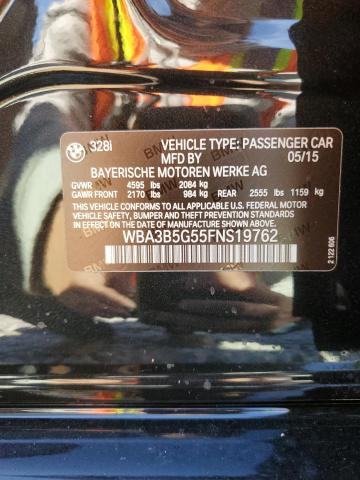 BMW 328i VEHICLE TYPE: PASSENGER CAR
MFD BY 05/15
BAYERISCHE MOTOREN WERKE AG
GVWR 4595 lbs 2084 kg
GAWR FRONT 2170 lbs 984 kg REAR 2555 lbs 1159 kg
THIS VEHICLE CONFORMS TO ALL APPLICABLE U.S. FEDERAL MOTOR
VEHICLE SAFETY, BUMPER, AND THEFT PREVENTION STANDARDS
IN EFFECT ON THE DATE OF MANUFACTURE SHOWN ABOVE.
WBA3B5G55FNS19762
2 122 606